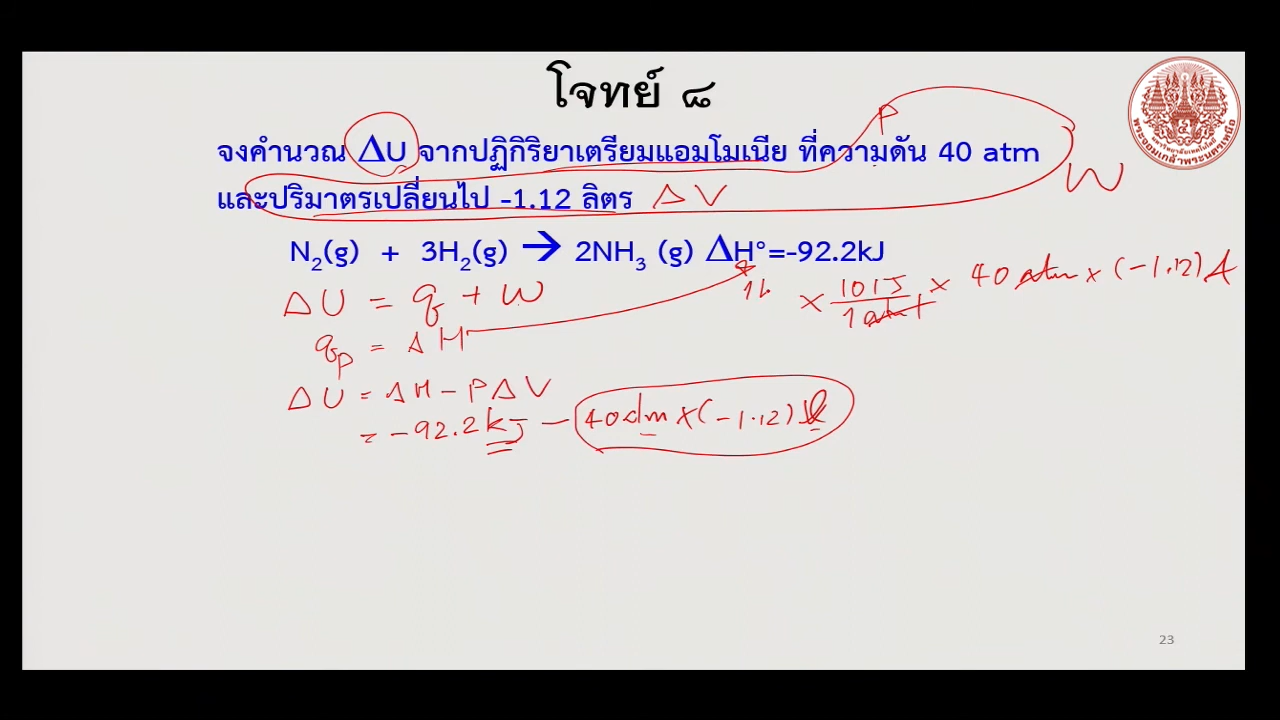 โจทย์ ๘
จงคำนวณ ΔU จากปฏิกิริยาเตรียมแอมโมเนีย ที่ความดัน 40 atm
P
และปริมาตรเปลี่ยนไป -1.12 ลิตร ΔV
W
N₂(g) + 3H₂(g) → 2NH₃ (g) ΔH°=-92.2kJ
ΔU = q + W
× 101J / 1 atm l × 40 atm × (-1.12) l
qp = ΔH
ΔU = ΔH - PΔV
= -92.2 kJ - 40 atm × (-1.12) l
23